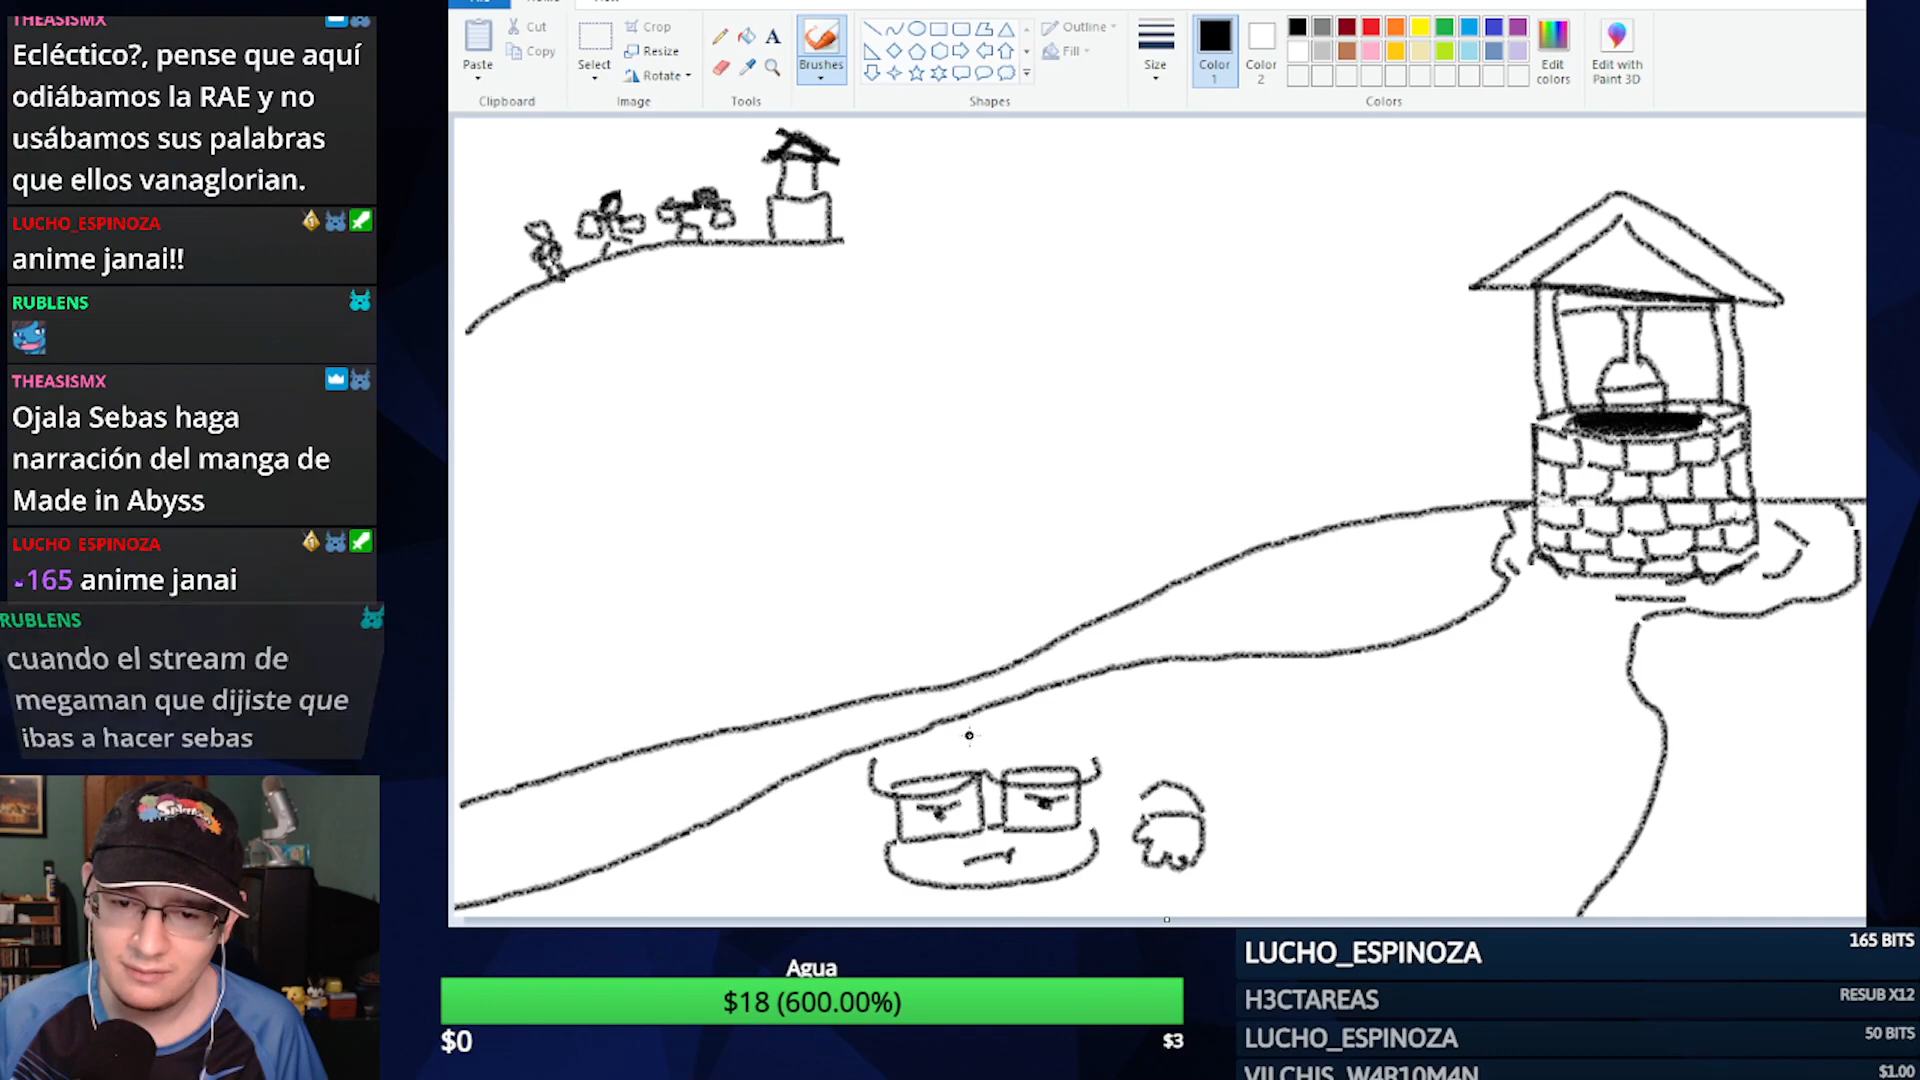 THEASISMX
Ecléctico?, pense que aquí
odiábamos la RAE y no
usábamos sus palabras
que ellos vanaglorian.
LUCHO_ESPINOZA
anime janai!!
RUBLENS
THEASISMX
Ojala Sebas haga
narración del manga de
Made in Abyss
LUCHO_ESPINOZA
165 anime janai
RUBLENS
cuando el stream de
megaman que dijiste que
ibas a hacer sebas
Paste
Cut
Copy
Clipboard
Select
Crop
Resize
Rotate
Image
A
Tools
Brushes
Shapes
Outline
Fill
Size
Color
1
Color
2
Edit
colors
Edit with
Paint 3D
Colors
Agua
$18 (600.00%)
$0
$3
LUCHO_ESPINOZA
165 BITS
H3CTAREAS
RESUB X12
LUCHO_ESPINOZA
50 BITS
VILCHIS_W4R10M4N
$1.00